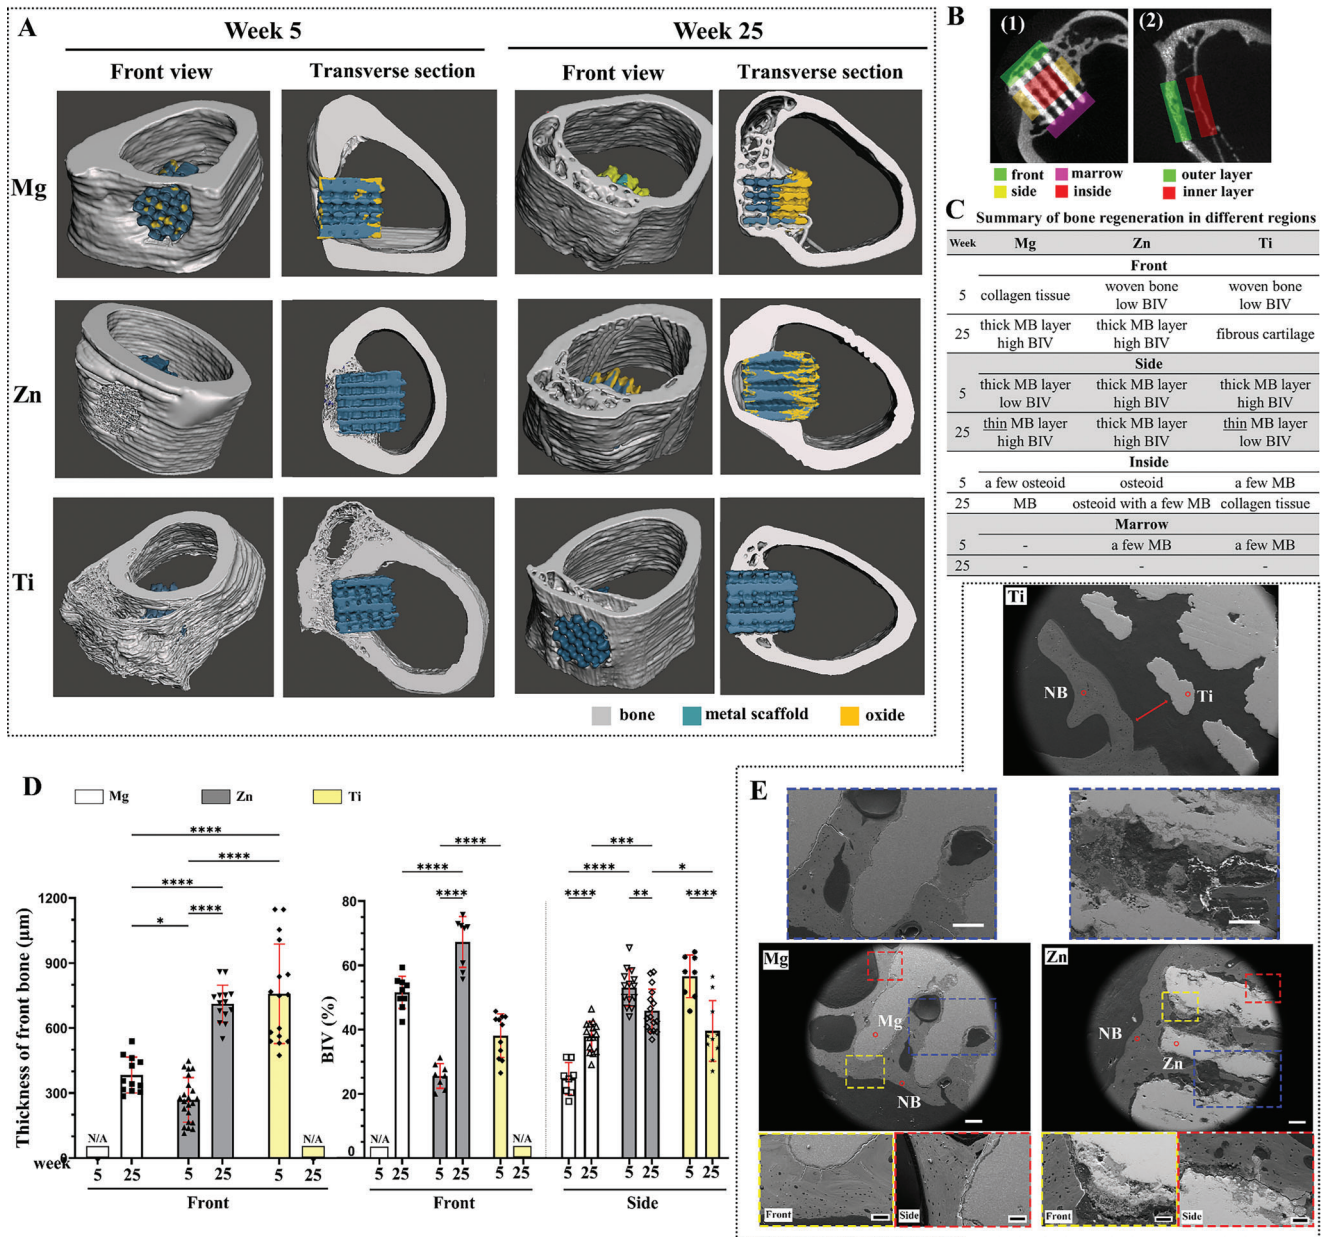 A
Week 5
Week 25
Front view
Transverse section
Front view
Transverse section
Mg
Zn
Ti
bone
metal scaffold
oxide
B
(1)
(2)
front
marrow
side
inside
outer layer
inner layer
C
Summary of bone regeneration in different regions
Week Mg Zn Ti
Front
5 collagen tissue woven bone low BIV woven bone low BIV
25 thick MB layer high BIV thick MB layer high BIV fibrous cartilage
Side
5 thick MB layer low BIV thick MB layer high BIV thick MB layer high BIV
25 thin MB layer high BIV thick MB layer high BIV thin MB layer low BIV
Inside
5 a few osteoid osteoid a few MB
25 MB osteoid with a few MB collagen tissue
Marrow
5 - a few MB a few MB
25 - - -
D
Mg
Zn
Ti
Thickness of front bone (μm)
1200
900
600
300
0
**** 
****
****
****
*
N/A
N/A
week
5 25 5 25 5 25
Front
BIV (%)
80
60
40
20
0
****
****
****
N/A
N/A
***
****
*
****
**
****
5 25 5 25 5 25
Front
5 25 5 25 5 25
Side
E
Ti
NB
Ti
Mg
Mg
NB
Zn
NB
Zn
Front
Side
Front
Side